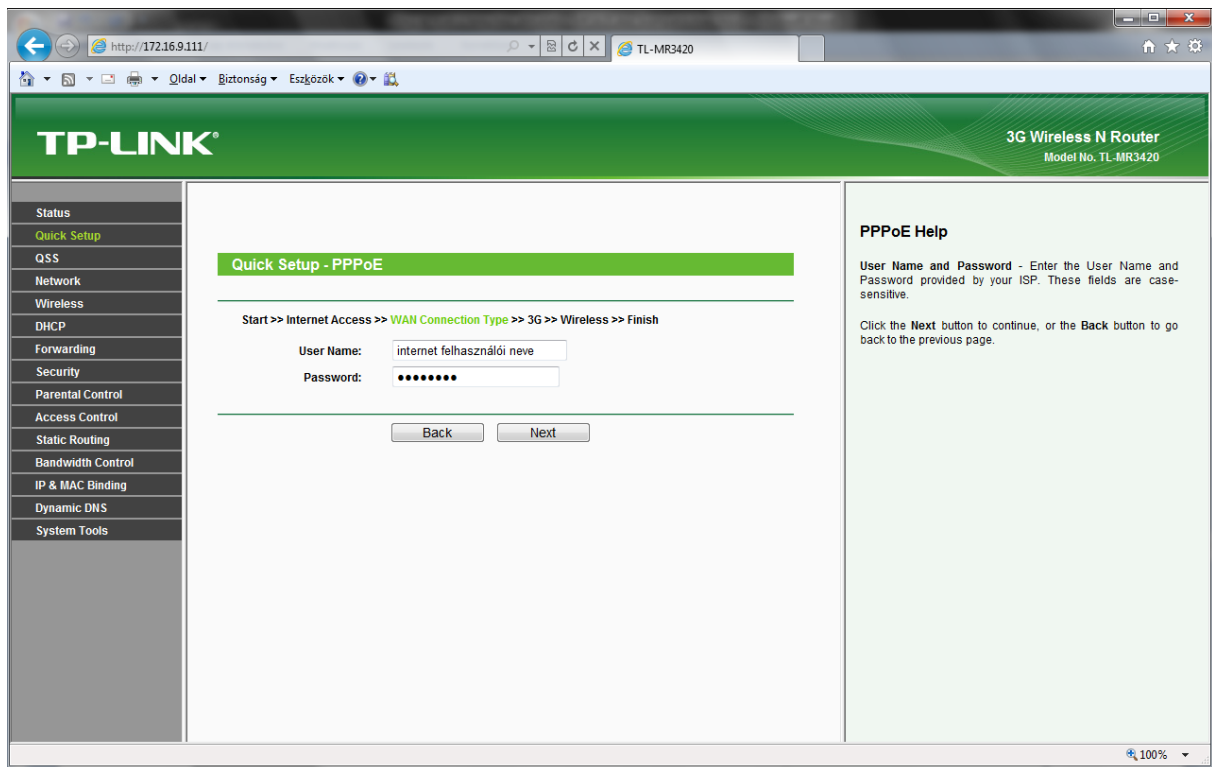 http://172.16.9.111/
TL-MR3420
Oldal
Biztonság
Eszközök
TP-LINK®
3G Wireless N Router
Model No. TL-MR3420
Status
Quick Setup
QSS
Network
Wireless
DHCP
Forwarding
Security
Parental Control
Access Control
Static Routing
Bandwidth Control
IP & MAC Binding
Dynamic DNS
System Tools
Quick Setup - PPPoE
Start >> Internet Access >> WAN Connection Type >> 3G >> Wireless >> Finish
User Name: internet felhasználói neve
Password: ●●●●●●●●
Back Next
PPPoE Help
User Name and Password - Enter the User Name and
Password provided by your ISP. These fields are case-
sensitive.
Click the Next button to continue, or the Back button to go
back to the previous page.
100%